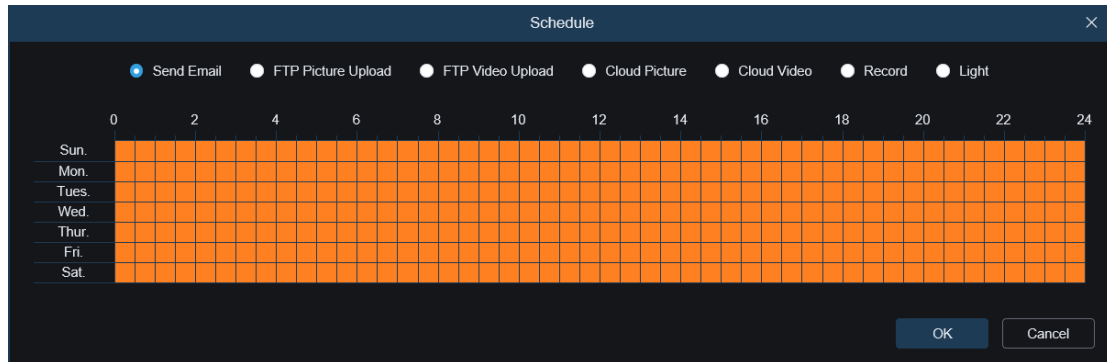 Schedule
Send Email FTP Picture Upload FTP Video Upload Cloud Picture Cloud Video Record Light
0 2 4 6 8 10 12 14 16 18 20 22 24
Sun.
Mon.
Tues.
Wed.
Thur.
Fri.
Sat.
OK Cancel